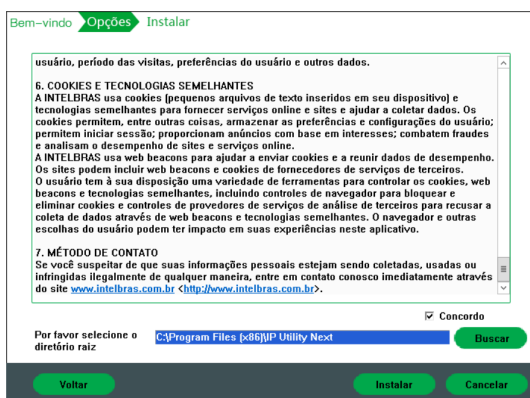 Bem-vindo Opções Instalar
usuário, período das visitas, preferências do usuário e outros dados.
6. COOKIES E TECNOLOGIAS SEMELHANTES
A INTELBRAS usa cookies (pequenos arquivos de texto inseridos em seu dispositivo) e
tecnologias semelhantes para fornecer serviços online e sites e ajudar a coletar dados. Os
cookies permitem, entre outras coisas, armazenar as preferências e configurações do usuário;
permitem iniciar sessão; proporcionam anúncios com base em interesses; combatem fraudes
e analisam o desempenho de sites e serviços online.
A INTELBRAS usa web beacons para ajudar a enviar cookies e a reunir dados de desempenho.
Os sites podem incluir web beacons e cookies de fornecedores de serviços de terceiros.
O usuário tem à sua disposição uma variedade de ferramentas para controlar os cookies, web
beacons e tecnologias semelhantes, incluindo controles de navegador para bloquear e
eliminar cookies e controles de provedores de serviços de análise de terceiros para recusar a
coleta de dados através de web beacons e tecnologias semelhantes. O navegador e outras
escolhas do usuário podem ter impacto em suas experiências neste aplicativo.
7. MÉTODO DE CONTATO
Se você suspeitar de que suas informações pessoais estejam sendo coletadas, usadas ou
infringidas ilegalmente de qualquer maneira, entre em contato conosco imediatamente através
do site www.intelbras.com.br <http://www.intelbras.com.br>.
Concordo
Por favor selecione o
diretório raiz
C:\Program Files (x86)\IP Utility Next
Buscar
Voltar Instalar Cancelar